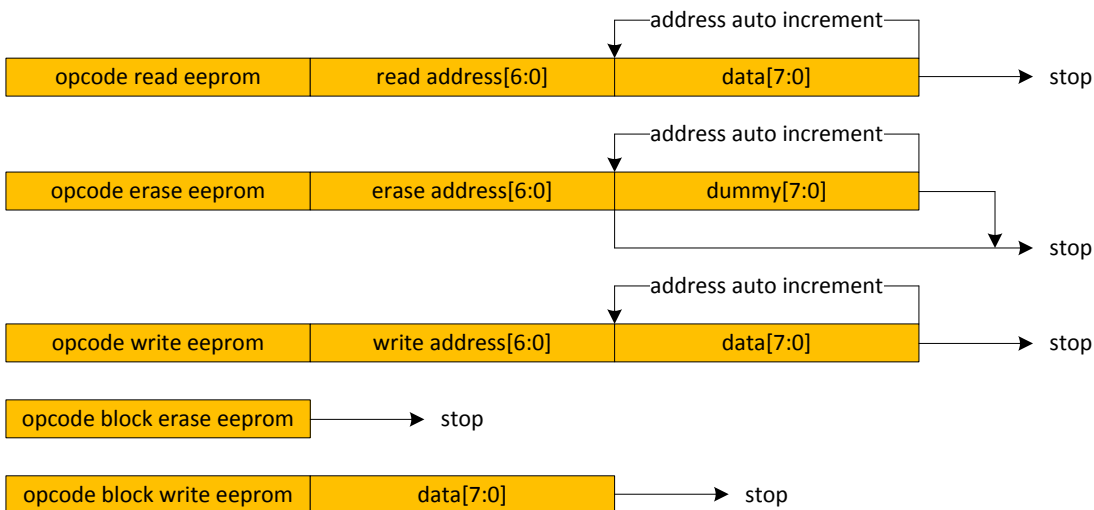 address auto increment
opcode read eeprom read address[6:0] data[7:0] stop
address auto increment
opcode erase eeprom erase address[6:0] dummy[7:0]
stop
address auto increment
opcode write eeprom write address[6:0] data[7:0] stop
opcode block erase eeprom stop
opcode block write eeprom data[7:0] stop